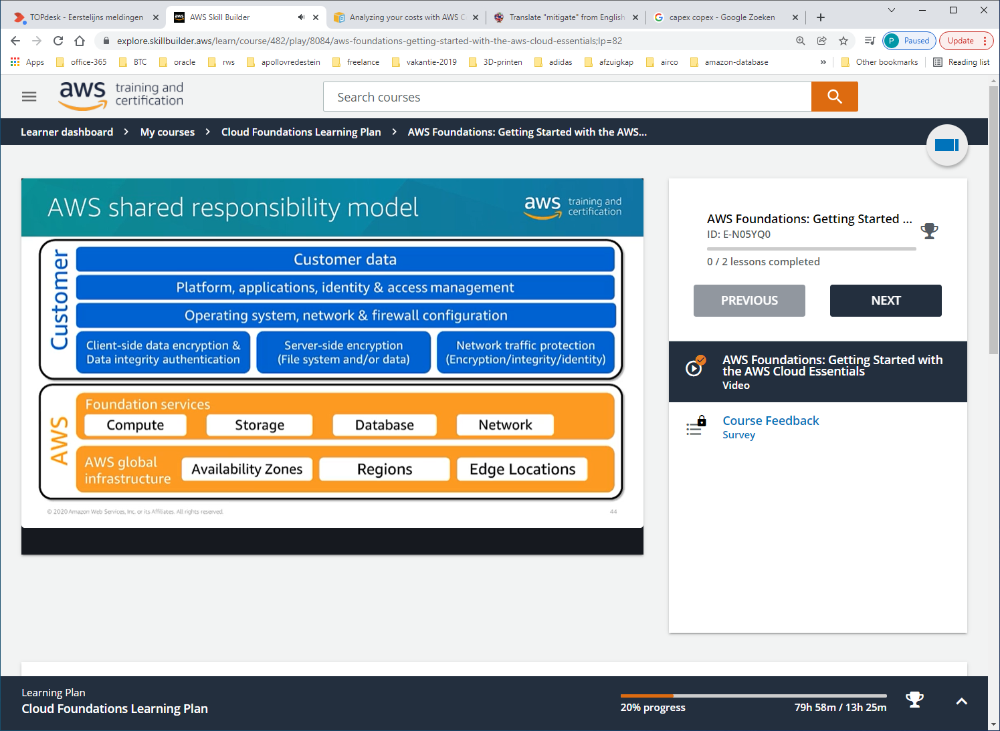 TOPdesk - Eerstelijns meldingen
AWS Skill Builder
Analyzing your costs with AWS C
Translate "mitigate" from English
capex copex - Google Zoeken
explore.skillbuilder.aws/learn/course/482/play/8084/aws-foundations-getting-started-with-the-aws-cloud-essentials;lp=82
P Paused
Update
Apps
office-365
BTC
oracle
rws
apollovredestein
freelance
vakantie-2019
3D-printen
adidas
afzuigkap
airco
amazon-database
»
Other bookmarks
Reading list
aws training and
certification
Search courses
Learner dashboard > My courses > Cloud Foundations Learning Plan > AWS Foundations: Getting Started with the AWS...
AWS shared responsibility model
aws training and
certification
Customer
Customer data
Platform, applications, identity & access management
Operating system, network & firewall configuration
Client-side data encryption &
Data integrity authentication
Server-side encryption
(File system and/or data)
Network traffic protection
(Encryption/integrity/identity)
AWS
Foundation services
Compute
Storage
Database
Network
AWS global
infrastructure
Availability Zones
Regions
Edge Locations
© 2020 Amazon Web Services, Inc. or its Affiliates. All rights reserved.
44
AWS Foundations: Getting Started ...
ID: E-N05YQ0
0 / 2 lessons completed
PREVIOUS
NEXT
AWS Foundations: Getting Started with
the AWS Cloud Essentials
Video
Course Feedback
Survey
Learning Plan
Cloud Foundations Learning Plan
20% progress
79h 58m / 13h 25m